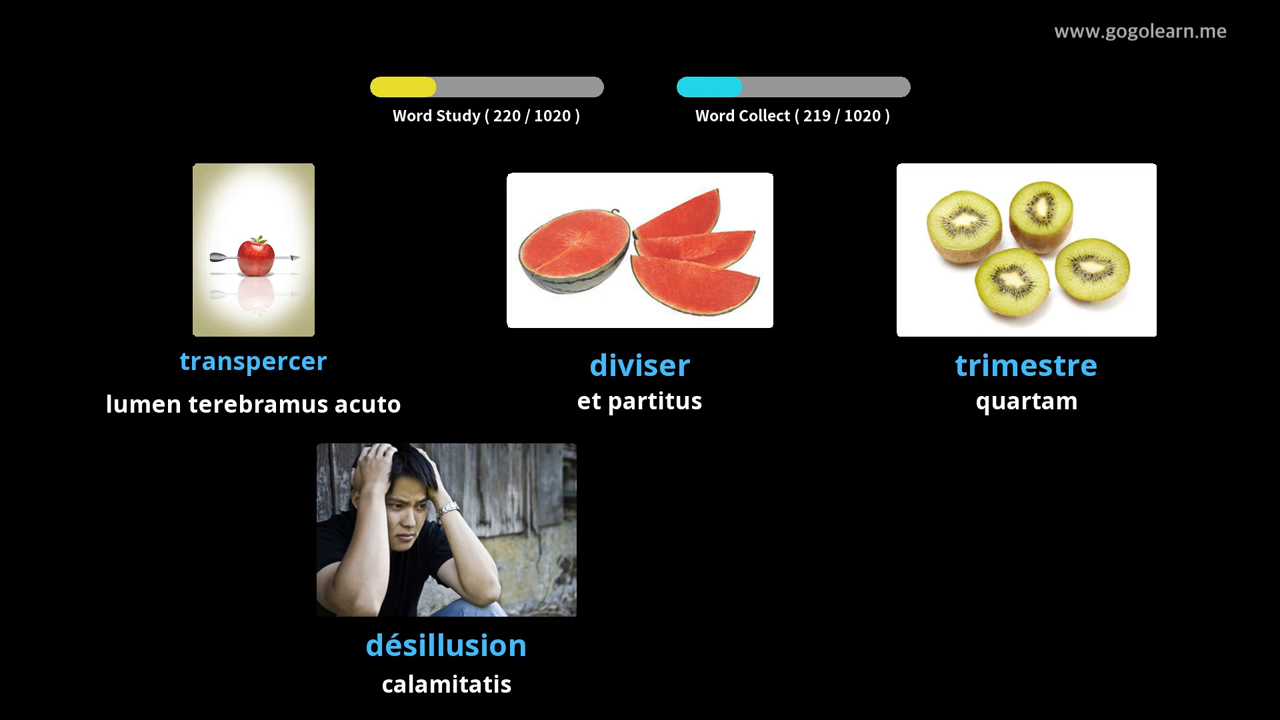 www.gogolearn.me
Word Study ( 220 / 1020 )
Word Collect ( 219 / 1020 )
transpercer
lumen terebramus acuto
diviser
et partitus
trimestre
quartam
désillusion
calamitatis